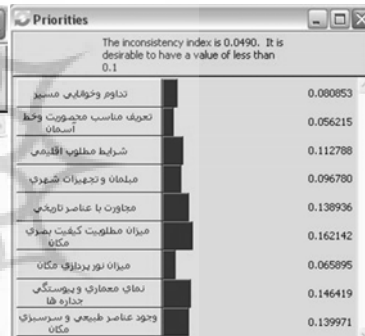 Priorities
The inconsistency index is 0.0490. It is
desirable to have a value of less than
0.1
تداوم وخوانایی مسیر 0.080853
تعریف مناسب محصوریت وخط
آسمان 0.056215
شرایط مطلوب اقلیمی 0.112788
مبلمان و تجهیزات شهری 0.096780
مجاورت با عناصر تاریخی 0.138936
میزان مطلوبیت کیفیت بصری
مکان 0.162142
میزان نور پردازی مکان 0.065895
نمای معماری و پیوستگی
جداره ها 0.146419
وجود عناصر طبیعی و سرسبزی
مکان 0.139971